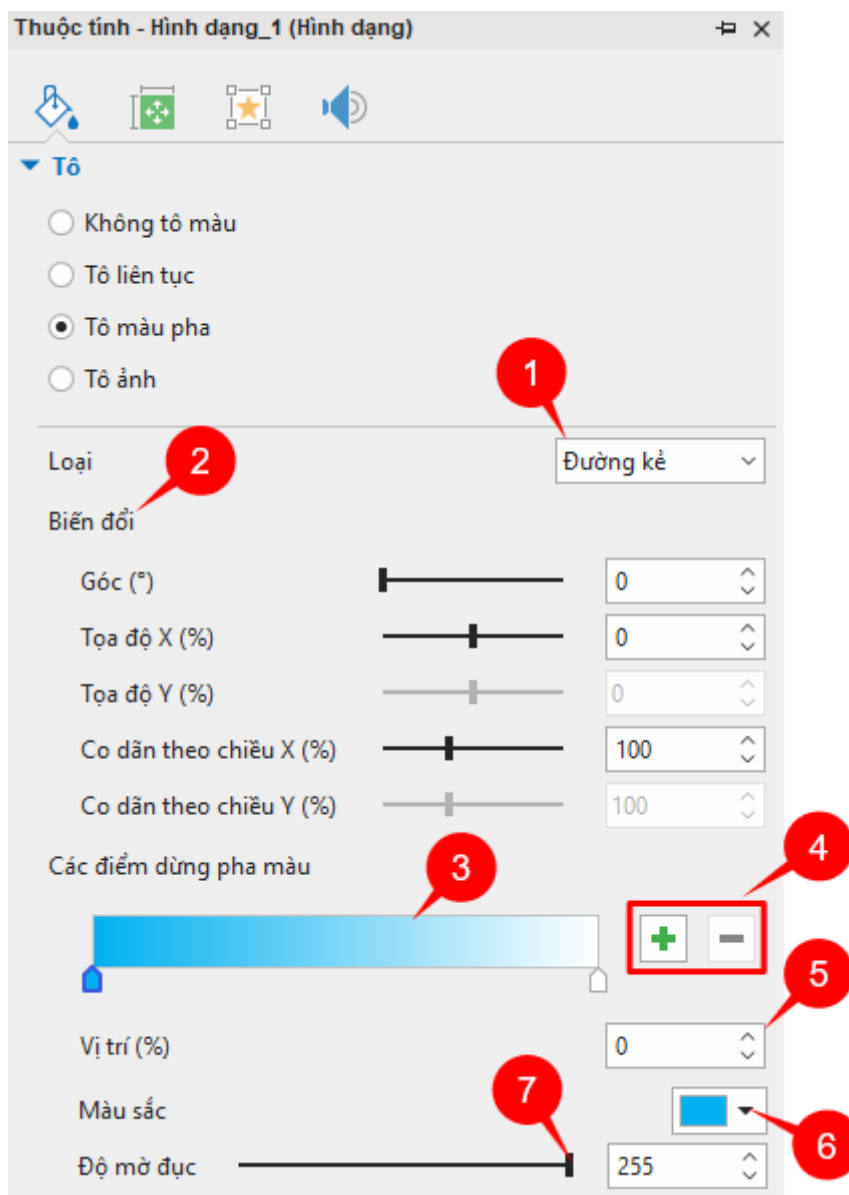 Thuộc tính - Hình dạng_1 (Hình dạng)
Tô
Không tô màu
Tô liên tục
Tô màu pha
Tô ảnh
1
Loại
2
Đường kẻ
Biến đổi
Góc (°)
0
Tọa độ X (%)
0
Tọa độ Y (%)
0
Co dãn theo chiều X (%)
100
Co dãn theo chiều Y (%)
100
Các điểm dừng pha màu
3
4
5
Vị trí (%)
0
7
Màu sắc
6
Độ mờ đục
255